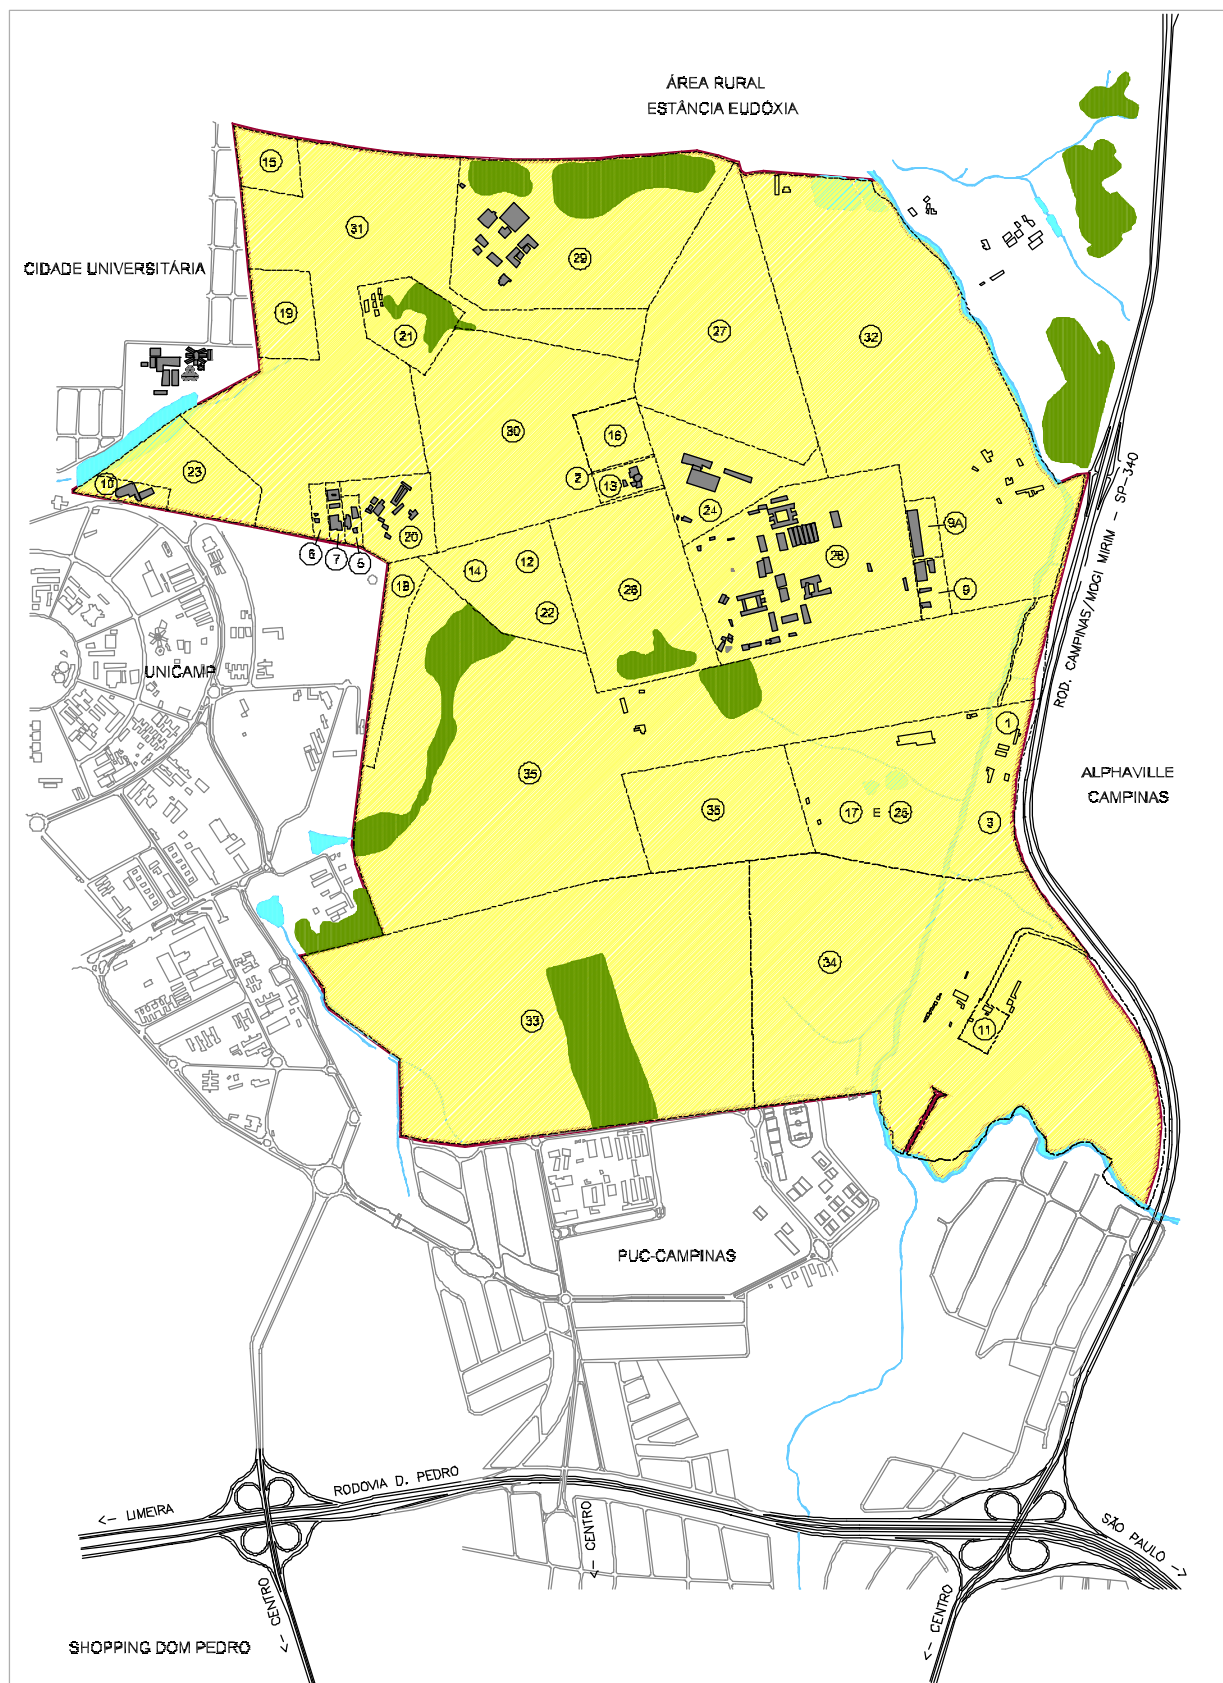 ÁREA RURAL
ESTÂNCIA EUDÓXIA
15
31
CIDADE UNIVERSITÁRIA
29
19
21
27
32
30
16
23
2
10
13
24
9A
20
28
6
7
5
12
14
18
26
9
22
ROD. CAMPINAS/MOGI MIRIM - SP-340
UNICAMP
1
35
ALPHAVILLE
CAMPINAS
17 E 25
3
34
33
11
PUC-CAMPINAS
RODOVIA D. PEDRO
<- LIMEIRA
<- CENTRO
SÃO PAULO ->
<- CENTRO
<- CENTRO
SHOPPING DOM PEDRO